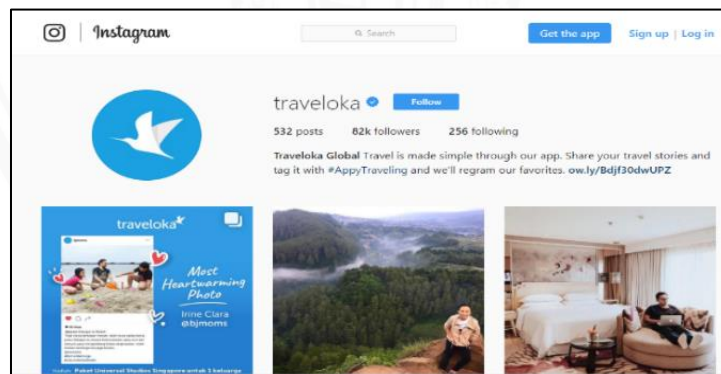 Instagram
Search
Get the app
Sign up | Log in
traveloka
Follow
532 posts 82k followers 256 following
Traveloka Global Travel is made simple through our app. Share your travel stories and
tag it with #AppyTraveling and we'll regram our favorites. ow.ly/Bdjf30dwUPZ
traveloka
Most
Heartwarming
Photo
Irine Clara
@bjmoms
Paket Universal Studios Singapore untuk 1 keluarga